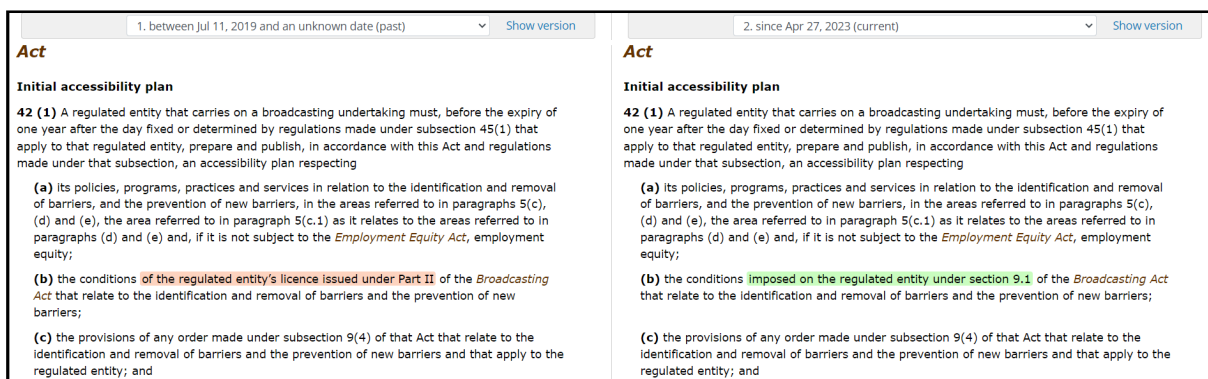 1. between Jul 11, 2019 and an unknown date (past)
Show version
Act
Initial accessibility plan
42 (1) A regulated entity that carries on a broadcasting undertaking must, before the expiry of
one year after the day fixed or determined by regulations made under subsection 45(1) that
apply to that regulated entity, prepare and publish, in accordance with this Act and regulations
made under that subsection, an accessibility plan respecting
(a) its policies, programs, practices and services in relation to the identification and removal
of barriers, and the prevention of new barriers, in the areas referred to in paragraphs 5(c),
(d) and (e), the area referred to in paragraph 5(c.1) as it relates to the areas referred to in
paragraphs (d) and (e) and, if it is not subject to the Employment Equity Act, employment
equity;
(b) the conditions of the regulated entity’s licence issued under Part II of the Broadcasting
Act that relate to the identification and removal of barriers and the prevention of new
barriers;
(c) the provisions of any order made under subsection 9(4) of that Act that relate to the
identification and removal of barriers and the prevention of new barriers and that apply to the
regulated entity; and
2. since Apr 27, 2023 (current)
Show version
Act
Initial accessibility plan
42 (1) A regulated entity that carries on a broadcasting undertaking must, before the expiry of
one year after the day fixed or determined by regulations made under subsection 45(1) that
apply to that regulated entity, prepare and publish, in accordance with this Act and regulations
made under that subsection, an accessibility plan respecting
(a) its policies, programs, practices and services in relation to the identification and removal
of barriers, and the prevention of new barriers, in the areas referred to in paragraphs 5(c),
(d) and (e), the area referred to in paragraph 5(c.1) as it relates to the areas referred to in
paragraphs (d) and (e) and, if it is not subject to the Employment Equity Act, employment
equity;
(b) the conditions imposed on the regulated entity under section 9.1 of the Broadcasting Act
that relate to the identification and removal of barriers and the prevention of new
barriers;
(c) the provisions of any order made under subsection 9(4) of that Act that relate to the
identification and removal of barriers and the prevention of new barriers and that apply to the
regulated entity; and